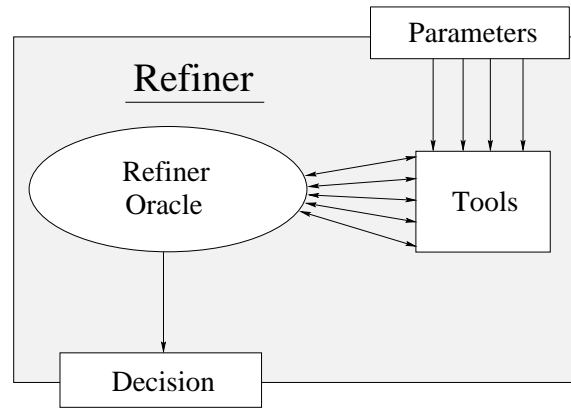 Parameters
Refiner
Refiner
Oracle
Tools
Decision